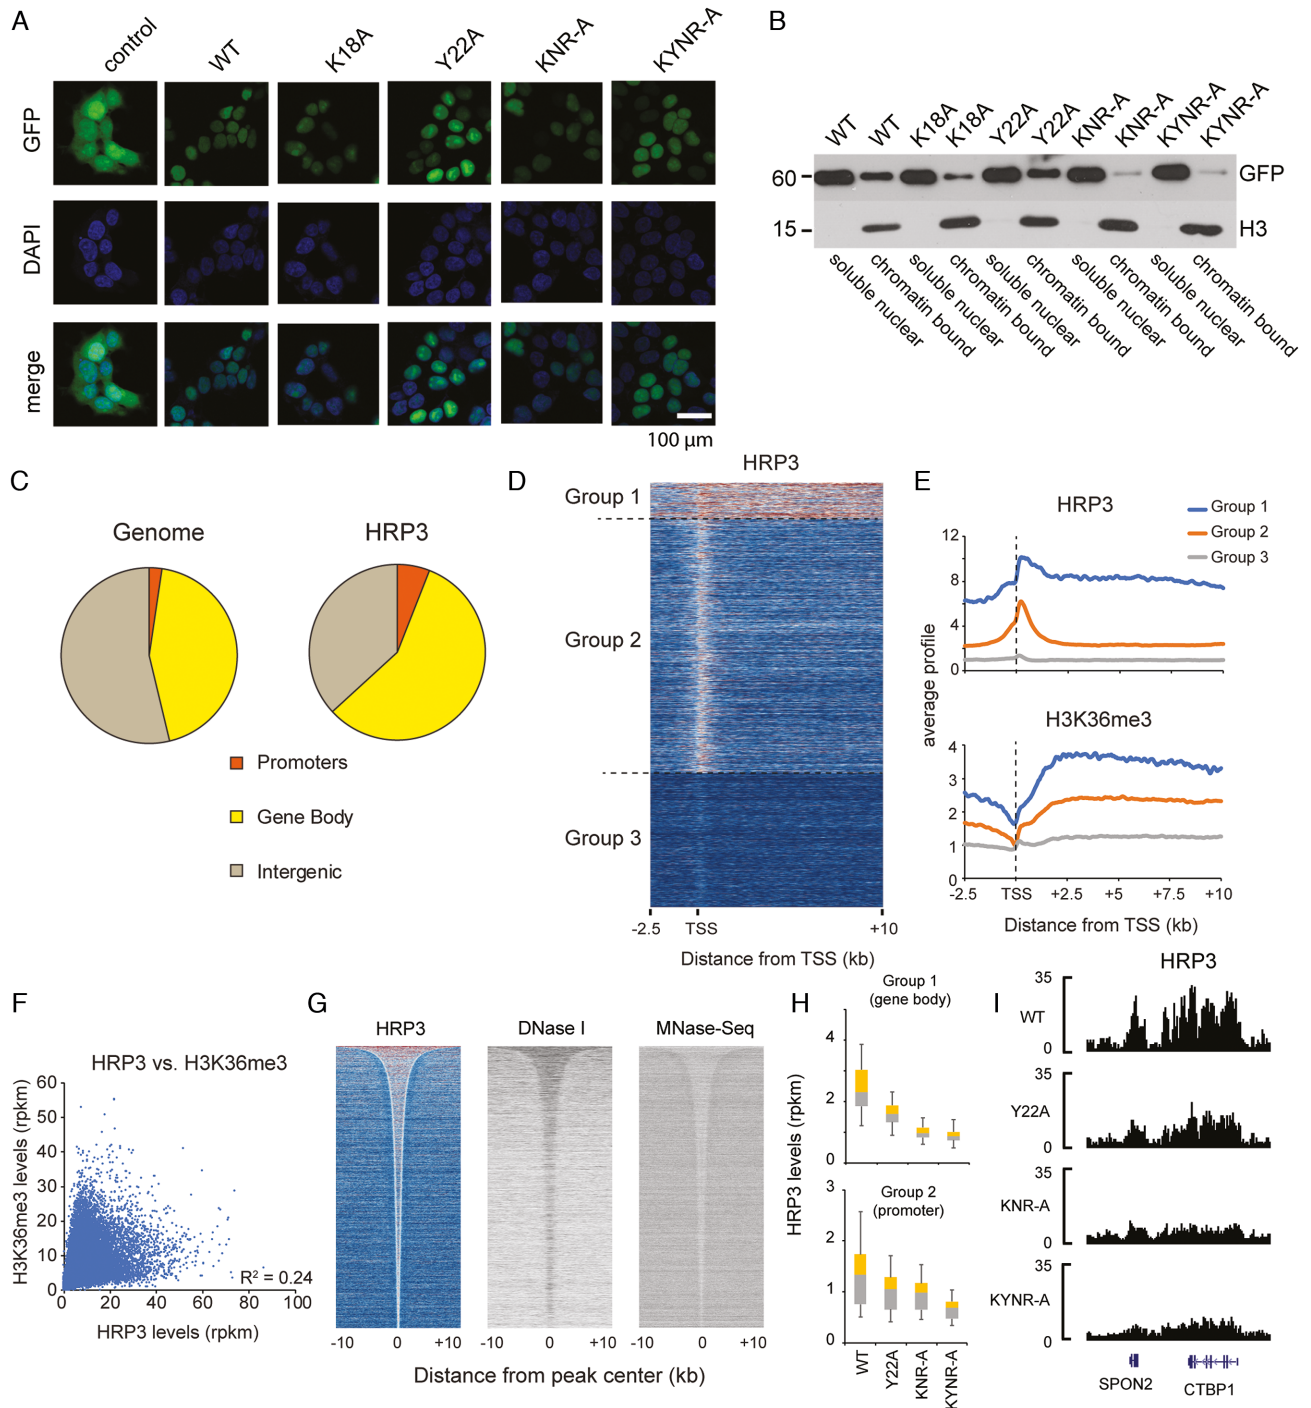 A
control
WT
K18A
Y22A
KNR-A
KYNR-A
GFP
DAPI
merge
100 µm
B
WT
WT
K18A
K18A
Y22A
Y22A
KNR-A
KNR-A
KYNR-A
KYNR-A
60
GFP
15
H3
soluble nuclear
chromatin bound
soluble nuclear
chromatin bound
soluble nuclear
chromatin bound
soluble nuclear
chromatin bound
soluble nuclear
chromatin bound
C
Genome
HRP3
Promoters
Gene Body
Intergenic
D
HRP3
Group 1
Group 2
Group 3
-2.5
TSS
+10
Distance from TSS (kb)
E
HRP3
Group 1
Group 2
Group 3
12
8
4
0
average profile
H3K36me3
4
3
2
1
0
-2.5
TSS
+2.5
+5
+7.5
+10
Distance from TSS (kb)
F
HRP3 vs. H3K36me3
H3K36me3 levels (rpkm)
60
50
40
30
20
10
0
R² = 0.24
0
20
40
60
80
100
HRP3 levels (rpkm)
G
HRP3
DNase I
MNase-Seq
-10
0
+10
-10
0
+10
-10
0
+10
Distance from peak center (kb)
H
Group 1
(gene body)
4
2
0
HRP3 levels (rpkm)
Group 2
(promoter)
3
2
1
0
WT
Y22A
KNR-A
KYNR-A
I
HRP3
35
WT
0
35
Y22A
0
35
KNR-A
0
35
KYNR-A
0
SPON2
CTBP1